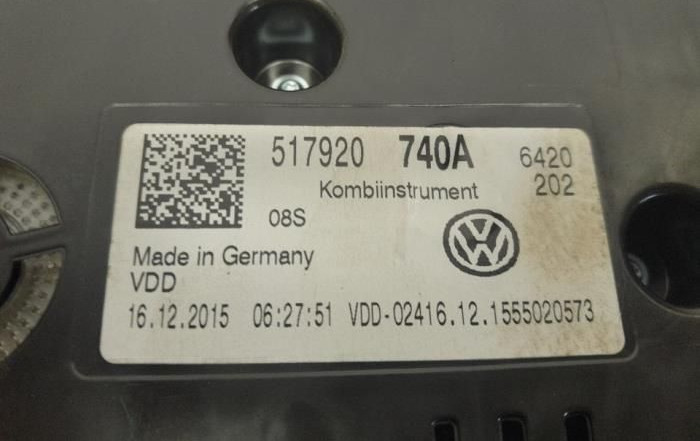 517920 740A 6420
Kombiinstrument 202
08S
Made in Germany
VDD
16.12.2015 06:27:51 VDD-02416.12.1555020573